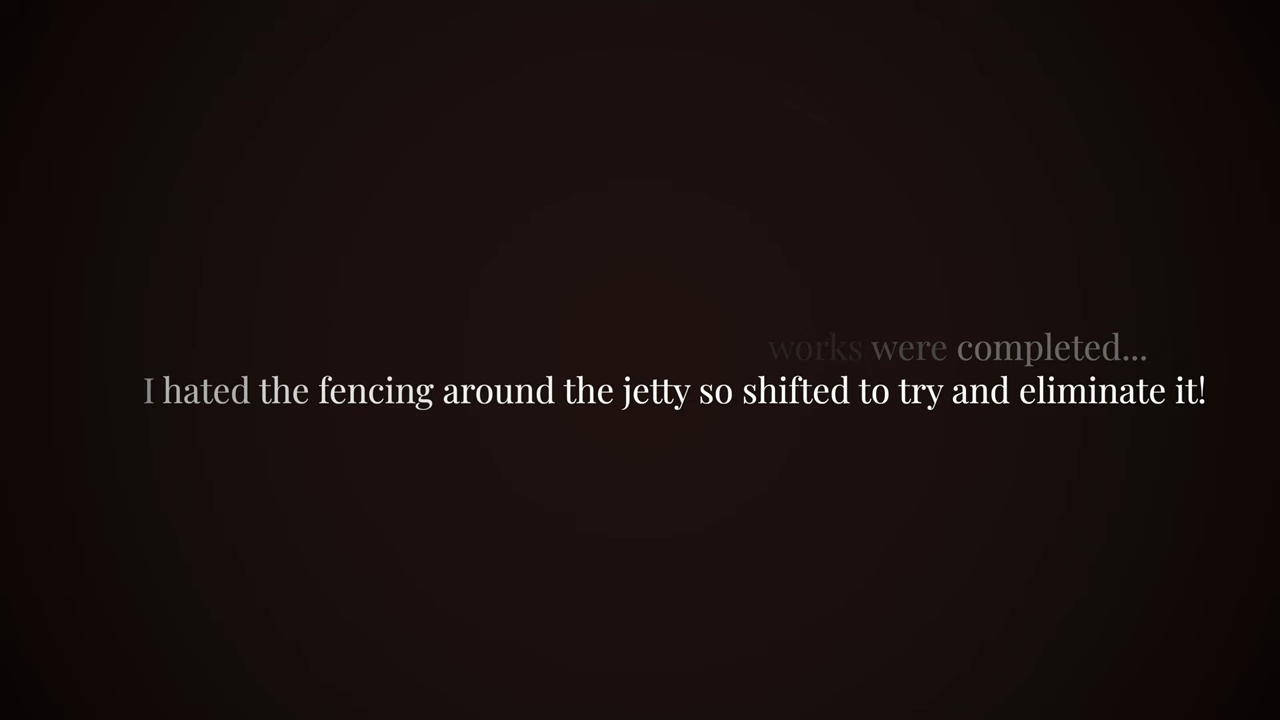 works were completed...
I hated the fencing around the jetty so shifted to try and eliminate it!